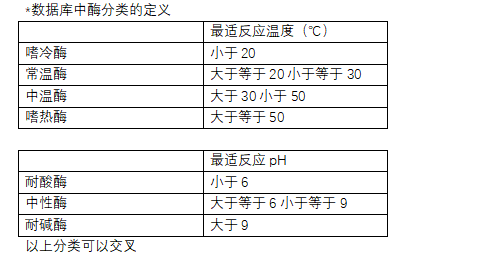 *数据库中酶分类的定义
最适反应温度（℃）
嗜冷酶 小于 20
常温酶 大于等于 20 小于等于 30
中温酶 大于 30 小于 50
嗜热酶 大于等于 50
最适反应 pH
耐酸酶 小于 6
中性酶 大于等于 6 小于等于 9
耐碱酶 大于 9
以上分类可以交叉